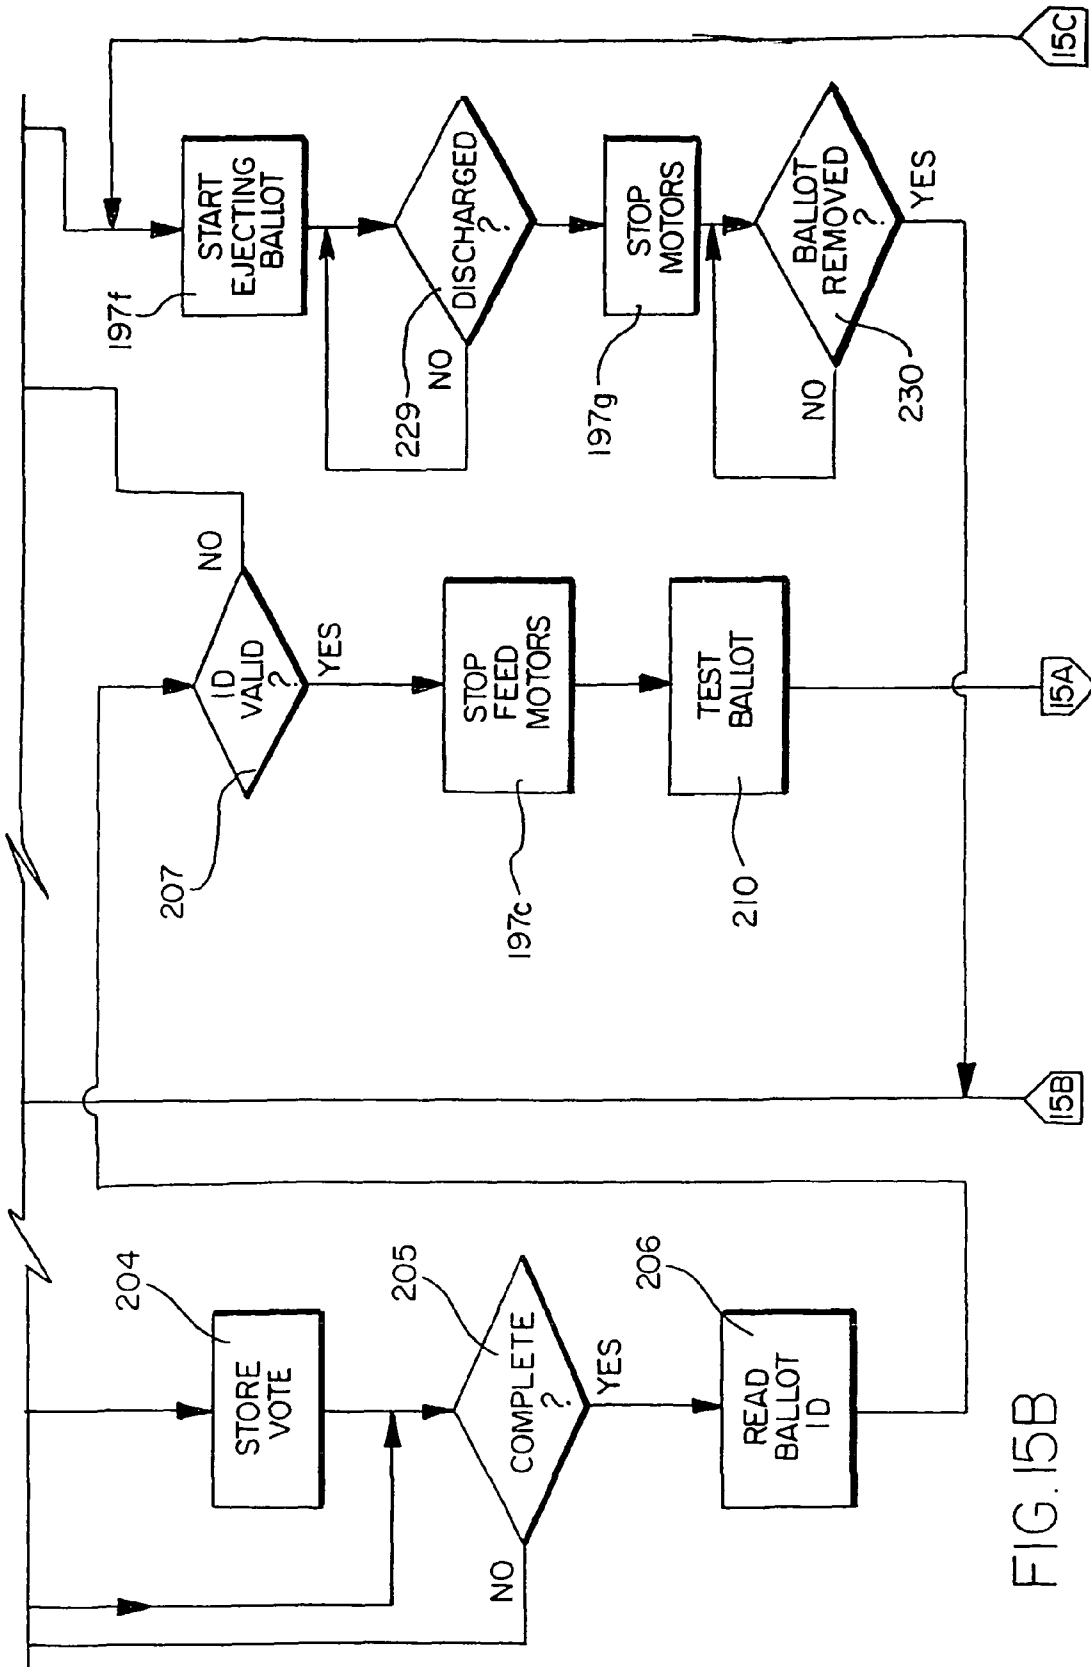 204
STORE
VOTE
205
COMPLETE
?
NO
YES
206
READ
BALLOT
ID
207
ID
VALID
?
NO
YES
197c
STOP
FEED
MOTORS
210
TEST
BALLOT
197f
START
EJECTING
BALLOT
229
DISCHARGED
?
NO
197g
STOP
MOTORS
230
BALLOT
REMOVED
?
NO
YES
15B
15A
15C
FIG. 15B